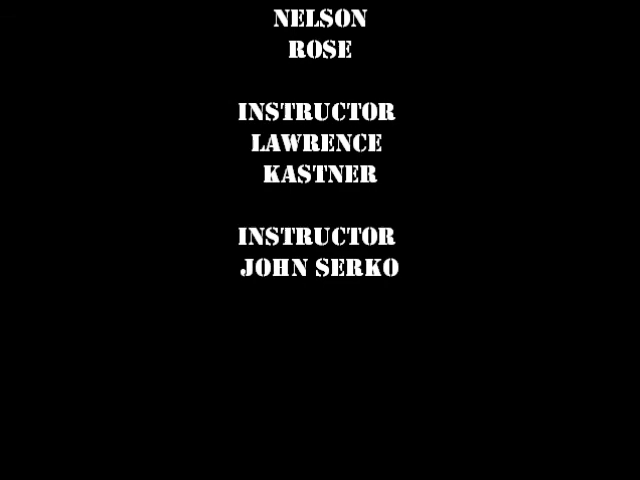 NELSON
ROSE
INSTRUCTOR
LAWRENCE
KASTNER
INSTRUCTOR
JOHN SERKO